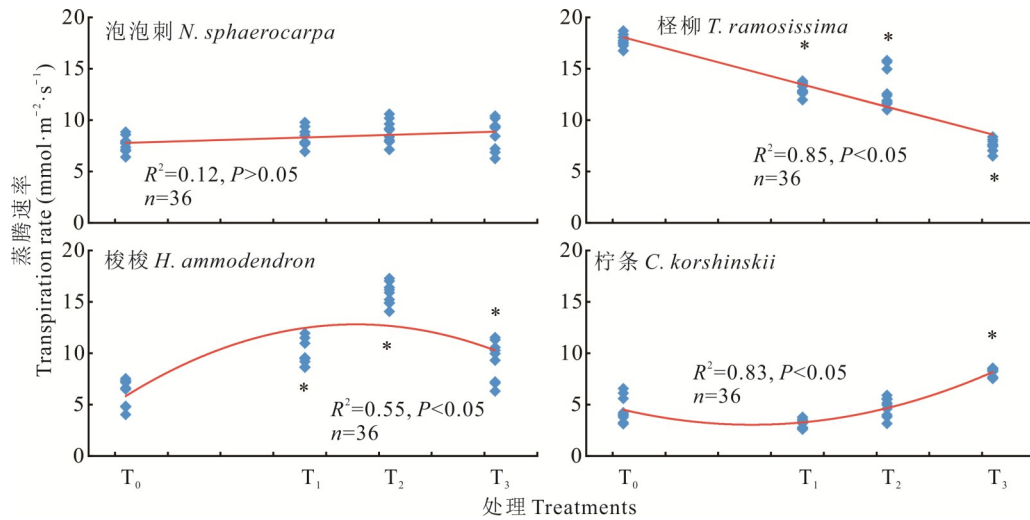 蒸腾速率
Transpiration rate (mmol·m⁻²·s⁻¹)
泡泡刺 N. sphaerocarpa
20
15
10
5
0
R²=0.12, P>0.05
n=36
柽柳 T. ramosissima
20
15
10
5
0
*
*
*
R²=0.85, P<0.05
n=36
梭梭 H. ammodendron
20
15
10
5
0
*
*
*
R²=0.55, P<0.05
n=36
T₀ T₁ T₂ T₃
柠条 C. korshinskii
20
15
10
5
0
*
R²=0.83, P<0.05
n=36
T₀ T₁ T₂ T₃
处理 Treatments